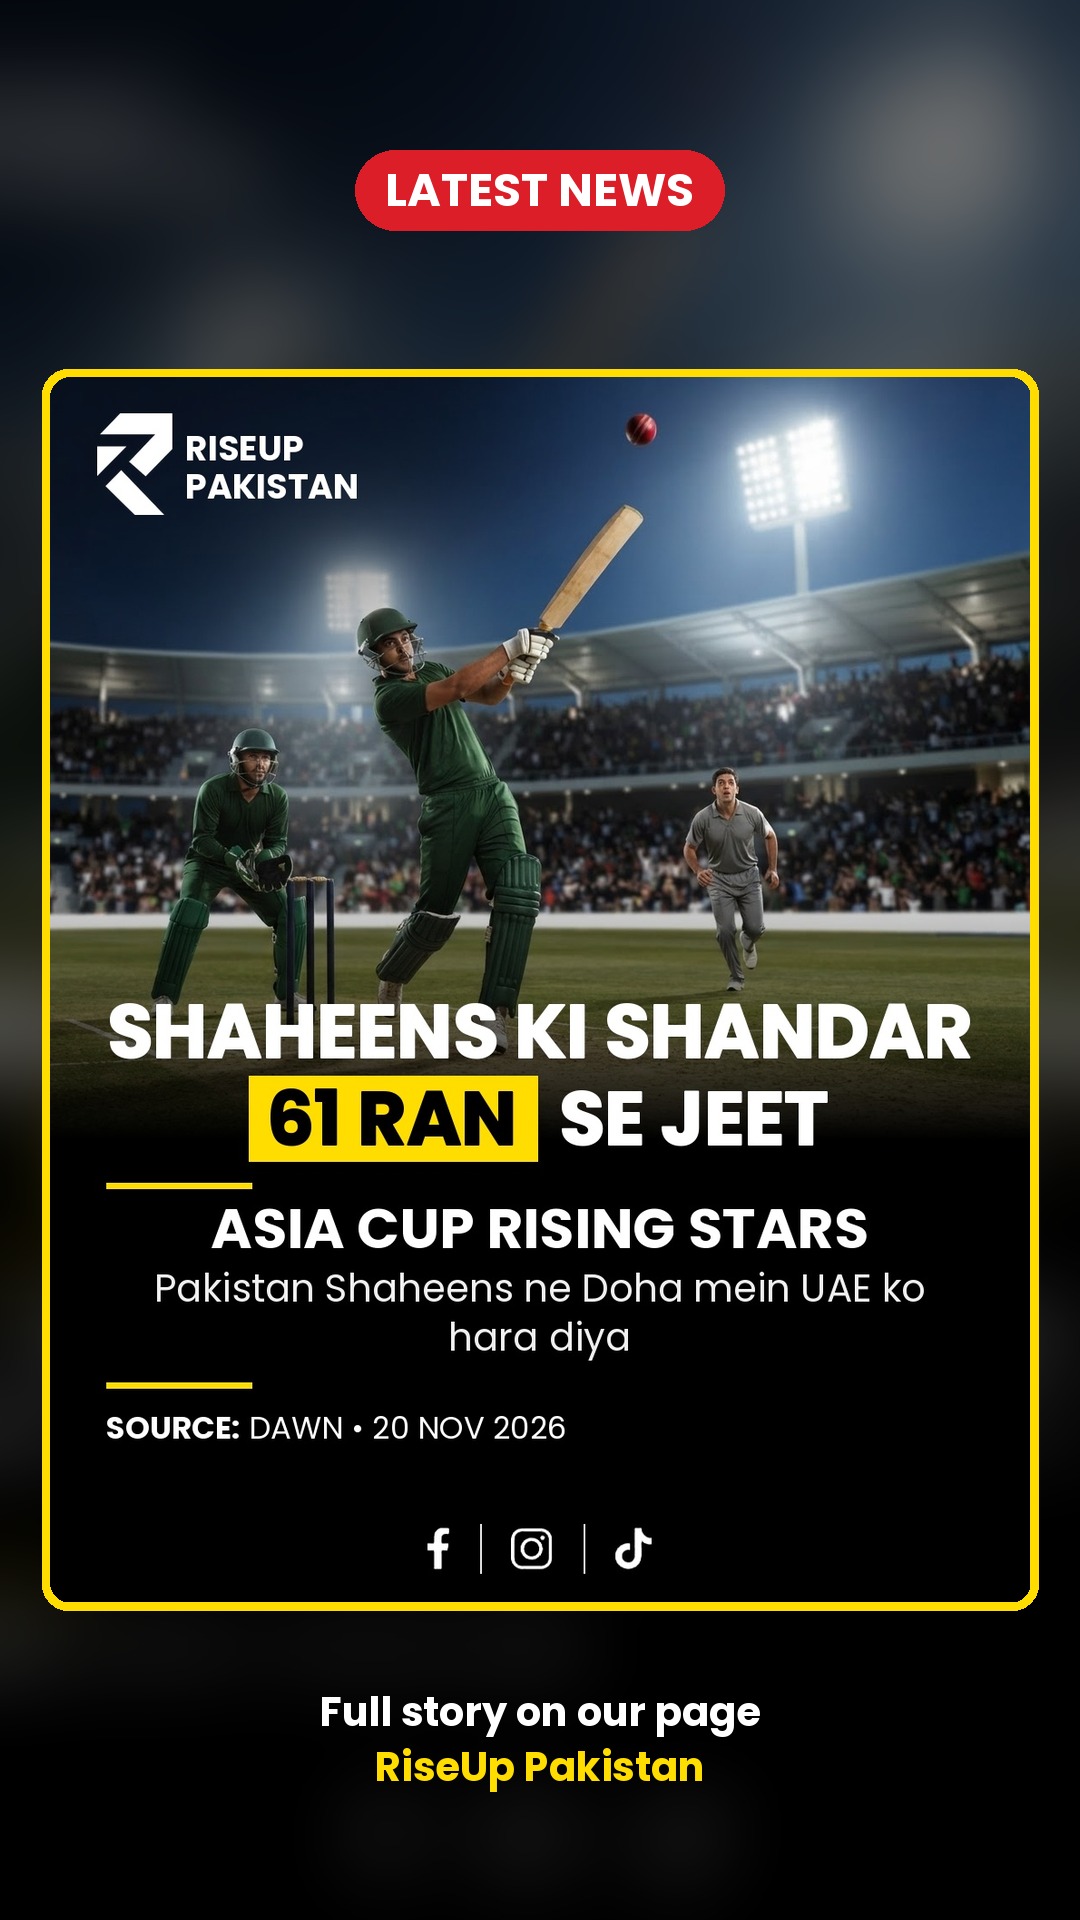 LATEST NEWS
RISEUP
PAKISTAN
SHAHEENS KI SHANDAR
61 RAN SE JEET
ASIA CUP RISING STARS
Pakistan Shaheens ne Doha mein UAE ko
hara diya
SOURCE: DAWN • 20 NOV 2026
Full story on our page
RiseUp Pakistan